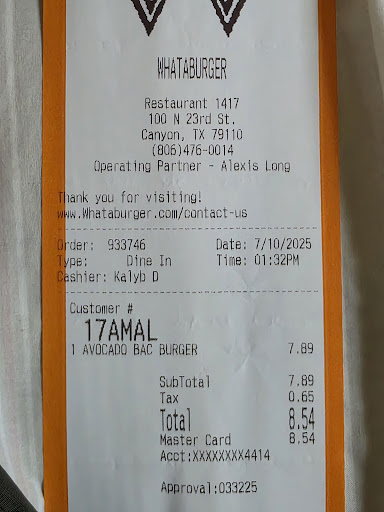 WHATABURGER
Restaurant 1417
100 N 23rd St.
Canyon, TX 79110
(806)476-0014
Operating Partner - Alexis Long
Thank you for visiting!
www.Whataburger.com/contact-us
Order: 933746 Date: 7/10/2025
Type: Dine In Time: 01:32PM
Cashier: Kalyb D
Customer #
17AMAL
1 AVOCADO BAC BURGER 7.89
SubTotal 7.89
Tax 0.65
Total 8.54
Master Card 8.54
Acct:XXXXXXXX4414
Approval:033225